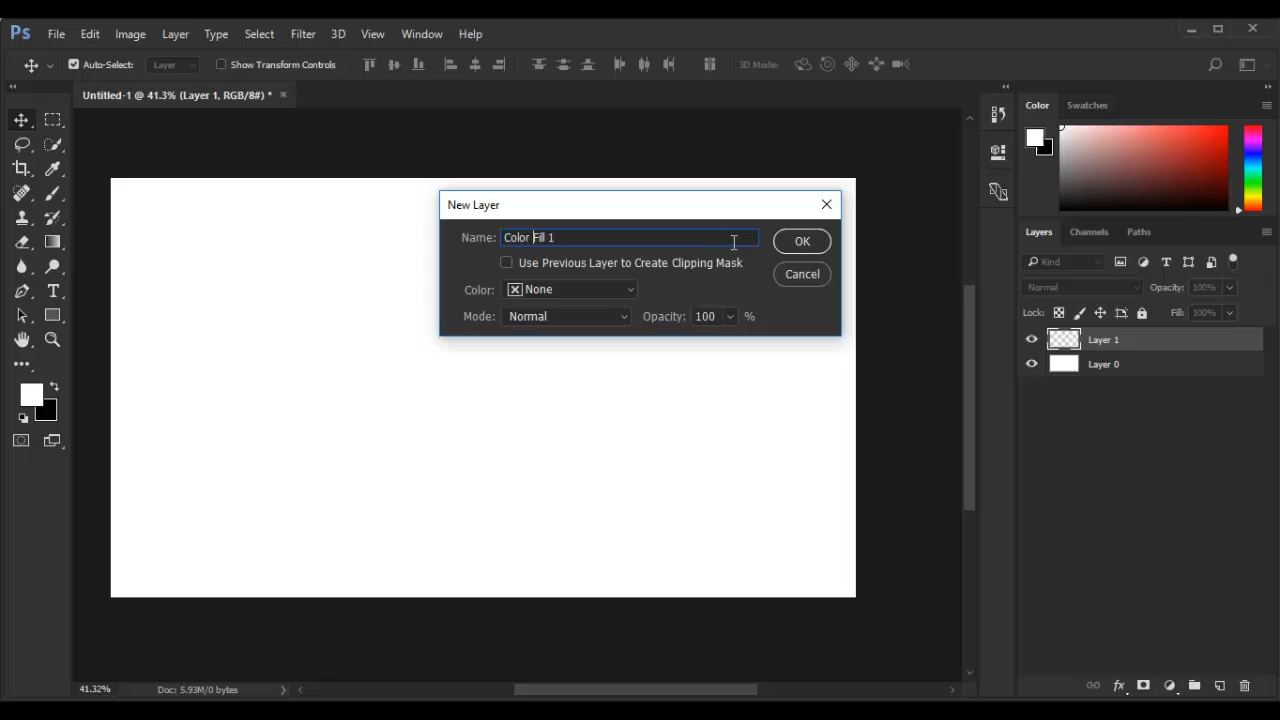 Ps File Edit Image Layer Type Select Filter 3D View Window Help
Auto-Select: Layer Show Transform Controls 3D Mode:
Untitled-1 @ 41.3% (Layer 1, RGB/8#) *
Color Swatches
New Layer
Name: Color Fill 1 OK
Use Previous Layer to Create Clipping Mask
Cancel
Color: None
Mode: Normal Opacity: 100 %
Layers Channels Paths
Kind
Normal Opacity: 100%
Lock: Fill: 100%
Layer 1
Layer 0
T
41.32% Doc: 5.93M/0 bytes
fx